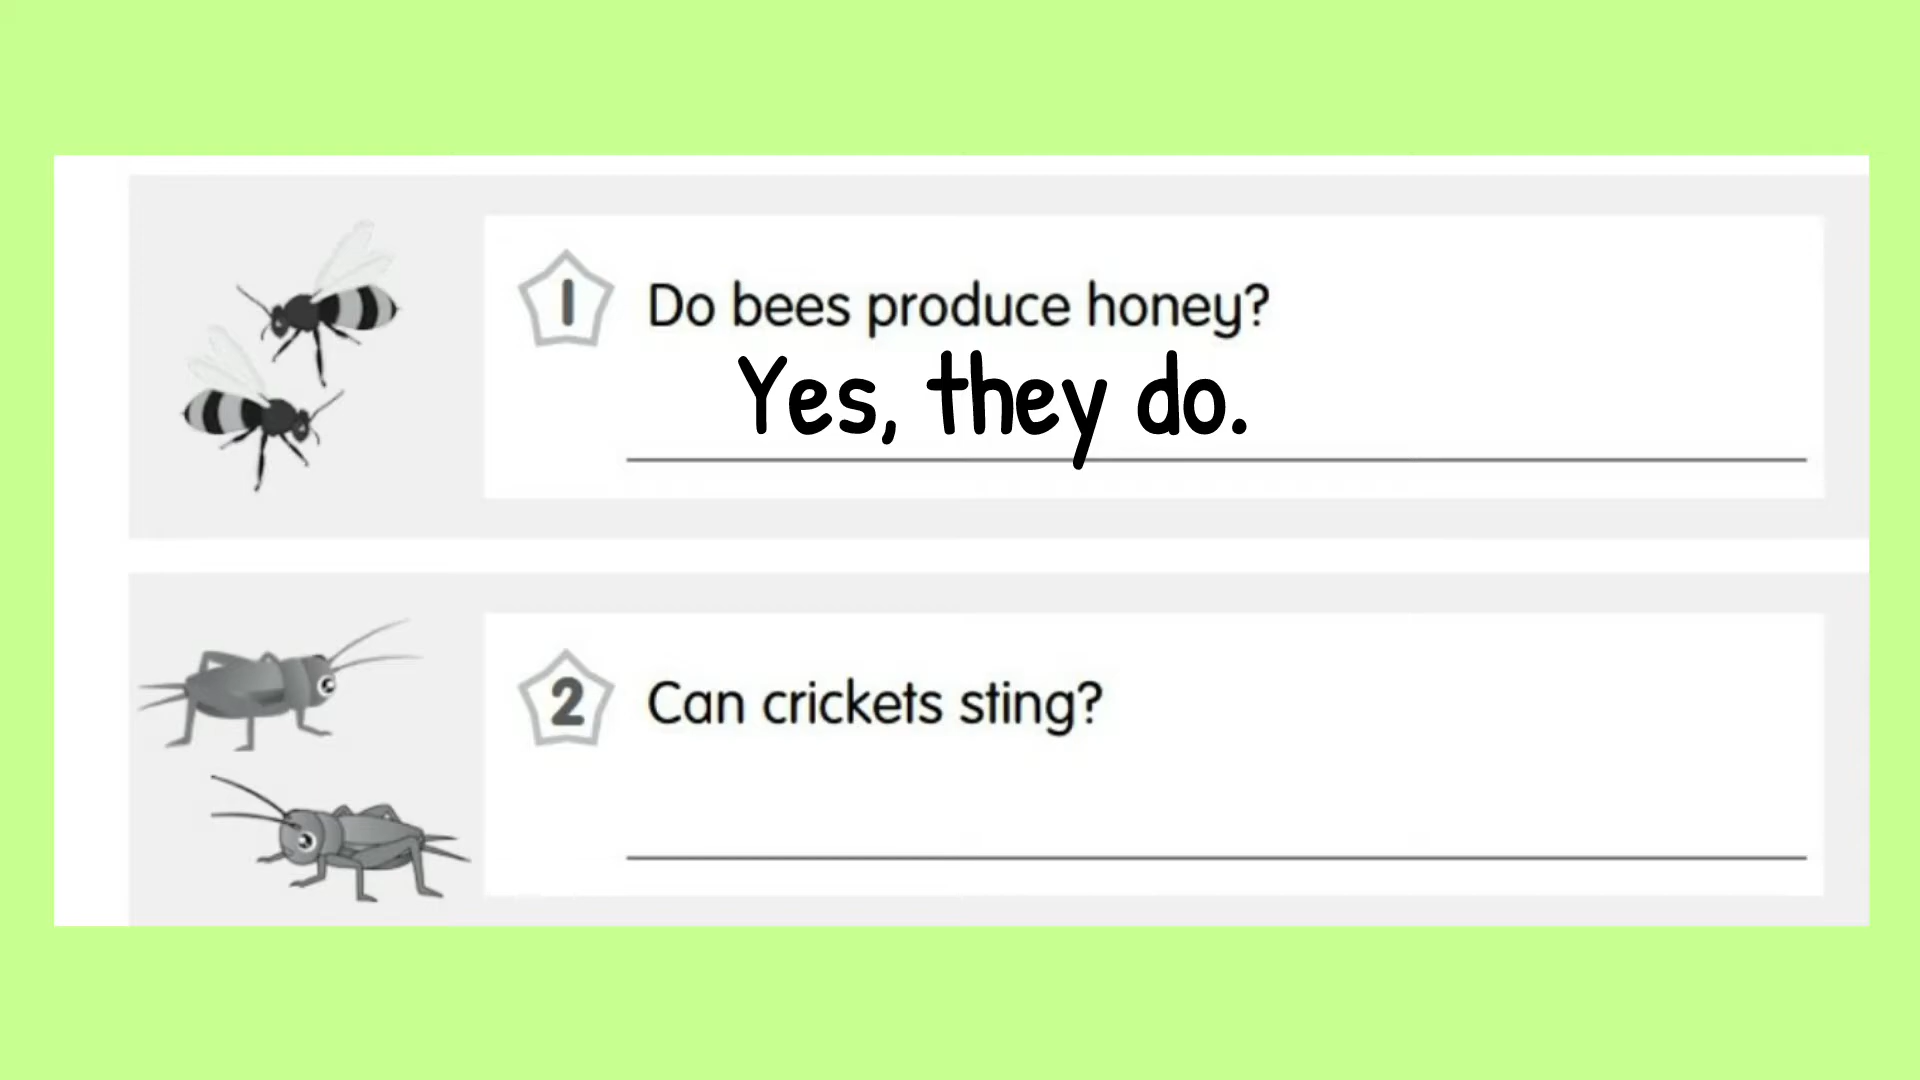 1 Do bees produce honey?
Yes, they do.
2 Can crickets sting?